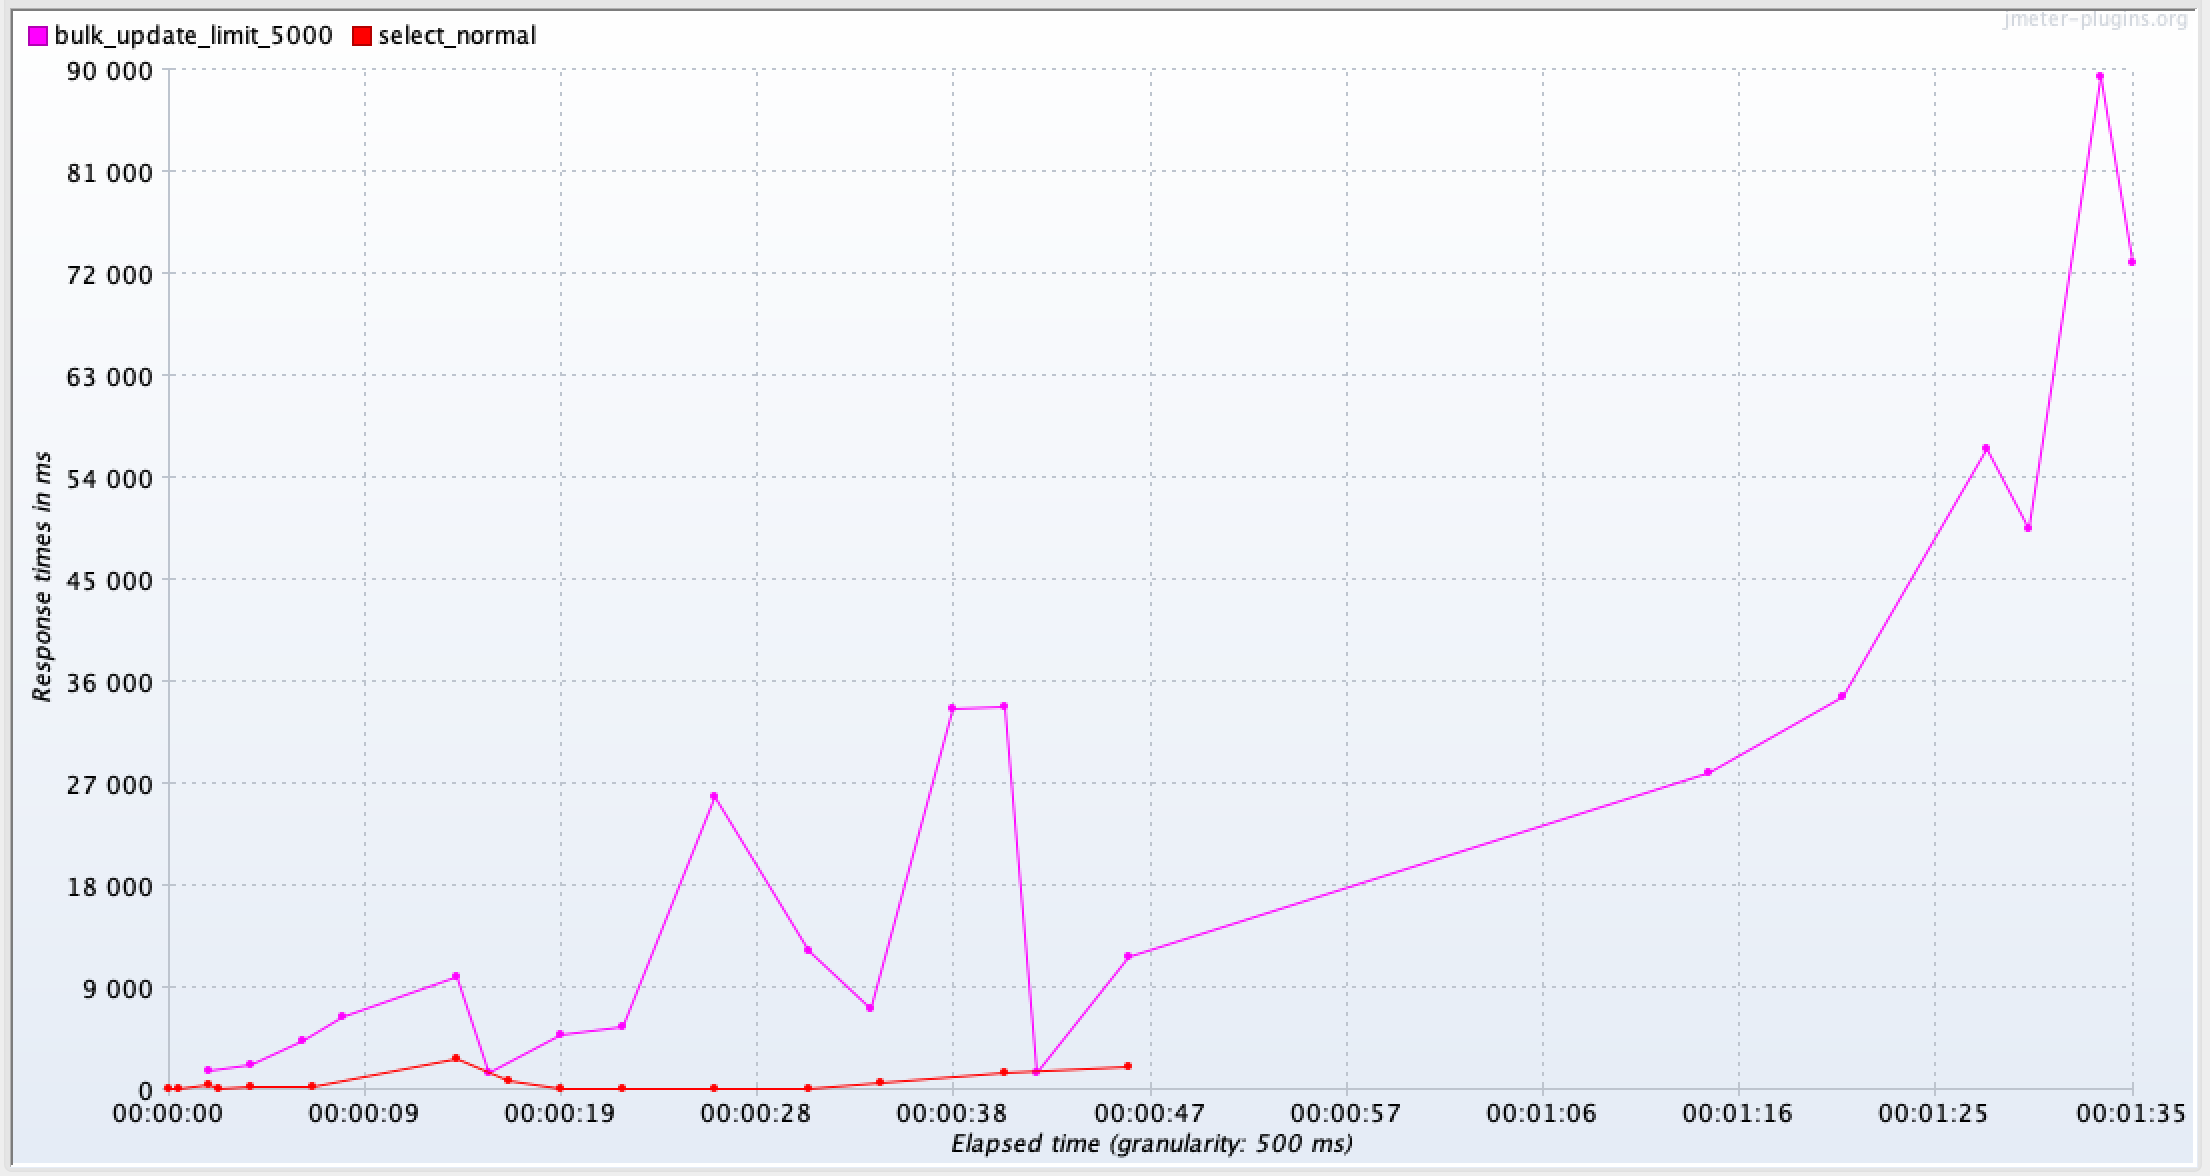 jmeter-plugins.org
bulk_update_limit_5000 select_normal
90 000
81 000
72 000
63 000
54 000
45 000
36 000
27 000
18 000
9 000
0
Response times in ms
00:00:00 00:00:09 00:00:19 00:00:28 00:00:38 00:00:47 00:00:57 00:01:06 00:01:16 00:01:25 00:01:35
Elapsed time (granularity: 500 ms)